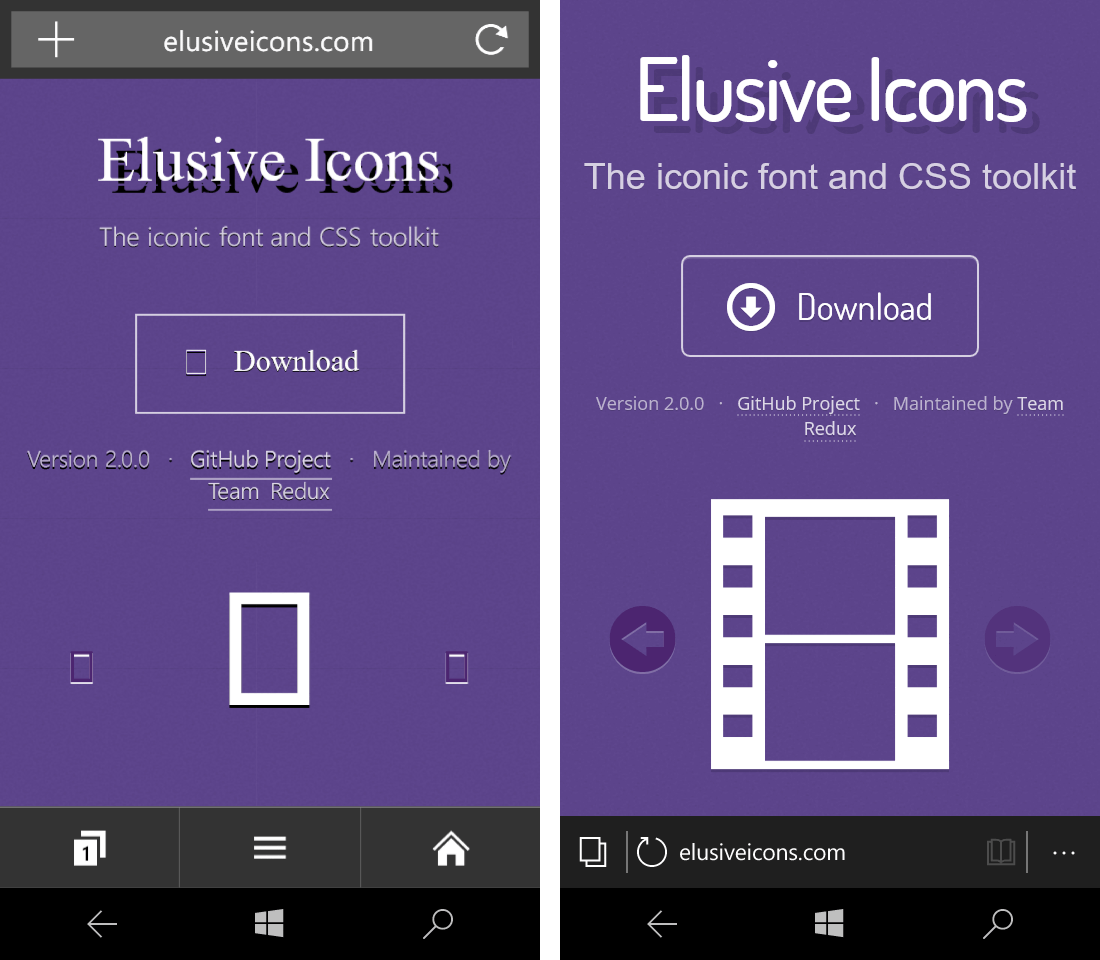 elusiveicons.com
Elusive Icons
The iconic font and CSS toolkit
Download
Version 2.0.0 · GitHub Project · Maintained by
Team Redux
1
Elusive Icons
The iconic font and CSS toolkit
Download
Version 2.0.0 · GitHub Project · Maintained by Team
Redux
elusiveicons.com